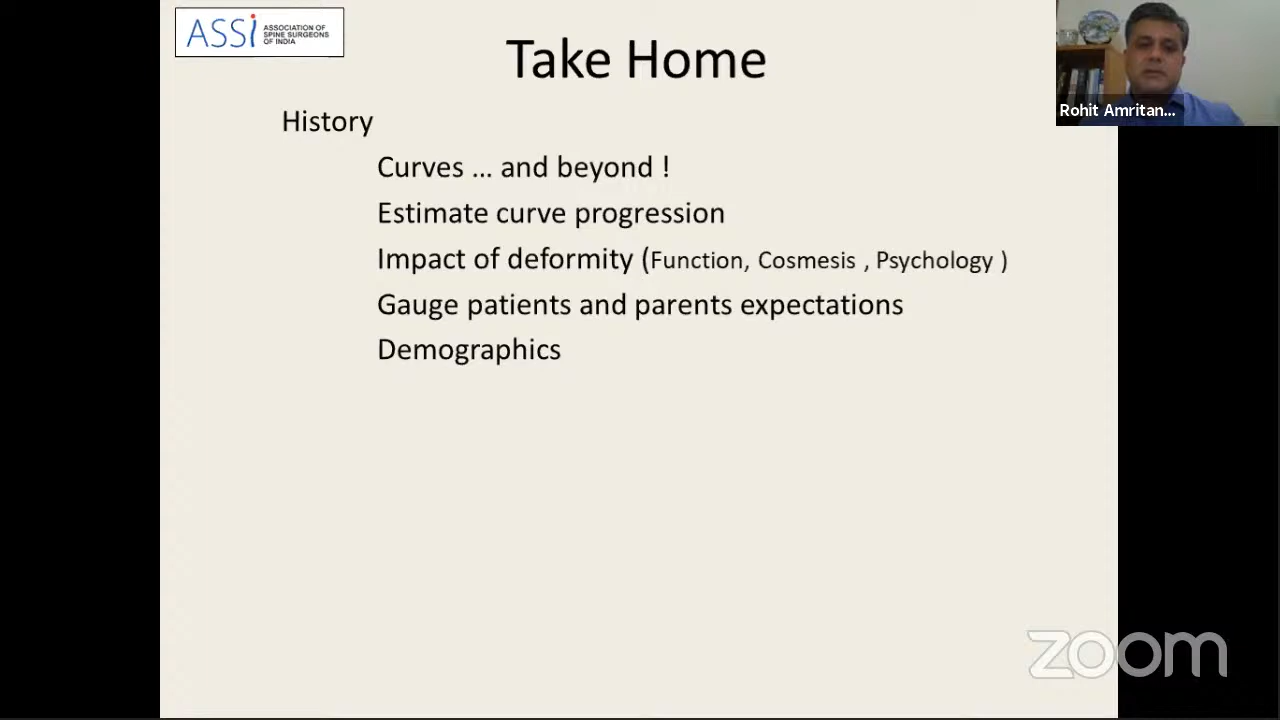 ASSi ASSOCIATION OF
SPINE SURGEONS
OF INDIA
Take Home
Rohit Amritan...
History
Curves ... and beyond !
Estimate curve progression
Impact of deformity (Function, Cosmesis , Psychology )
Gauge patients and parents expectations
Demographics
zoom